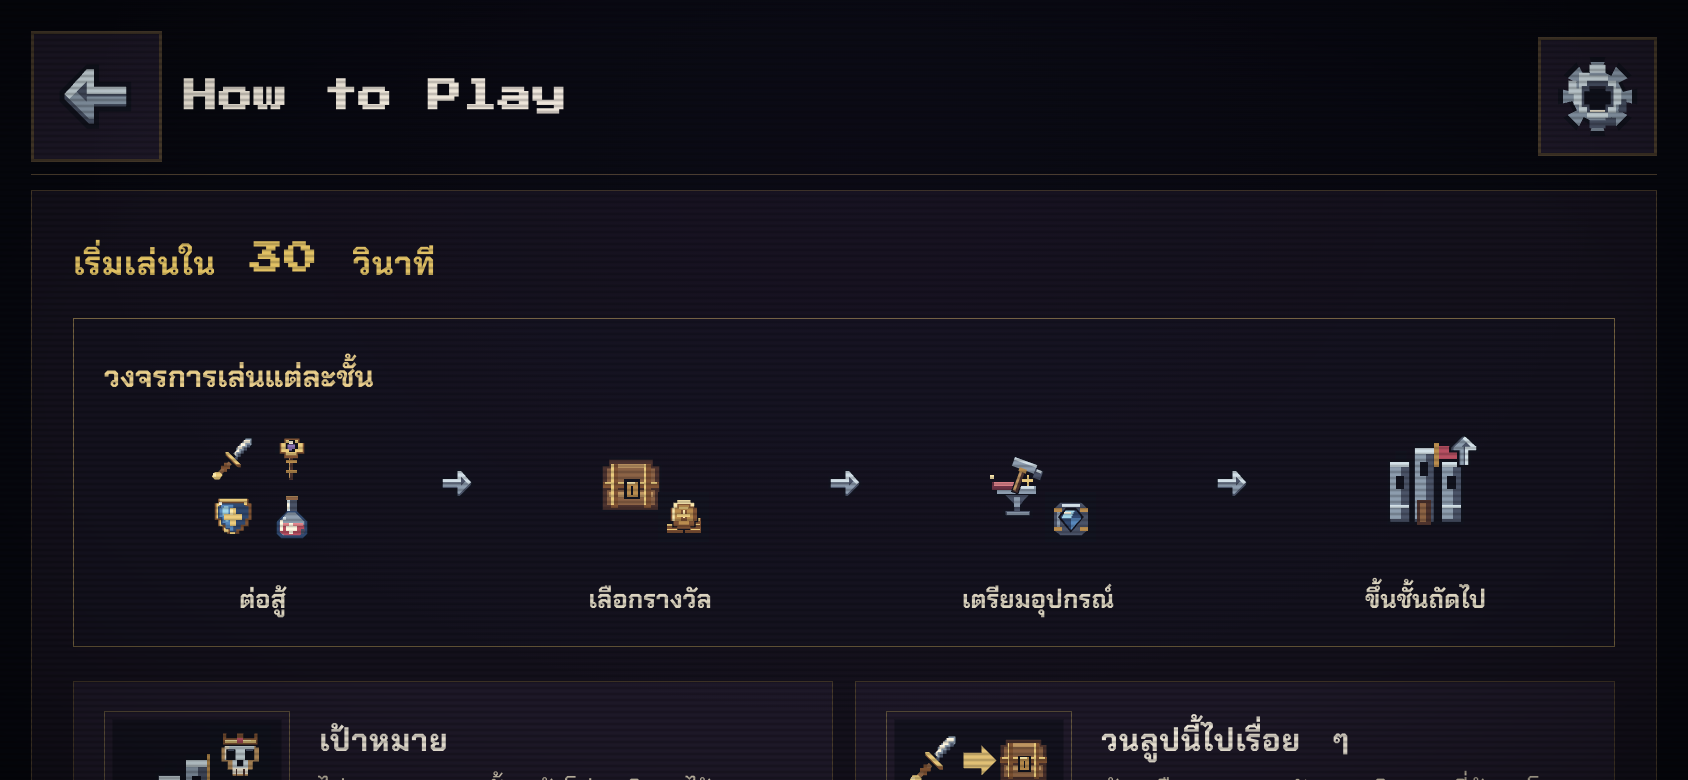 How to Play
เริ่มเล่นใน 30 วินาที
วงจรการเล่นแต่ละชั้น
ต่อสู้
เลือกรางวัล
เตรียมอุปกรณ์
ขึ้นชั้นถัดไป
เป้าหมาย
วนลูปนี้ไปเรื่อย ๆ